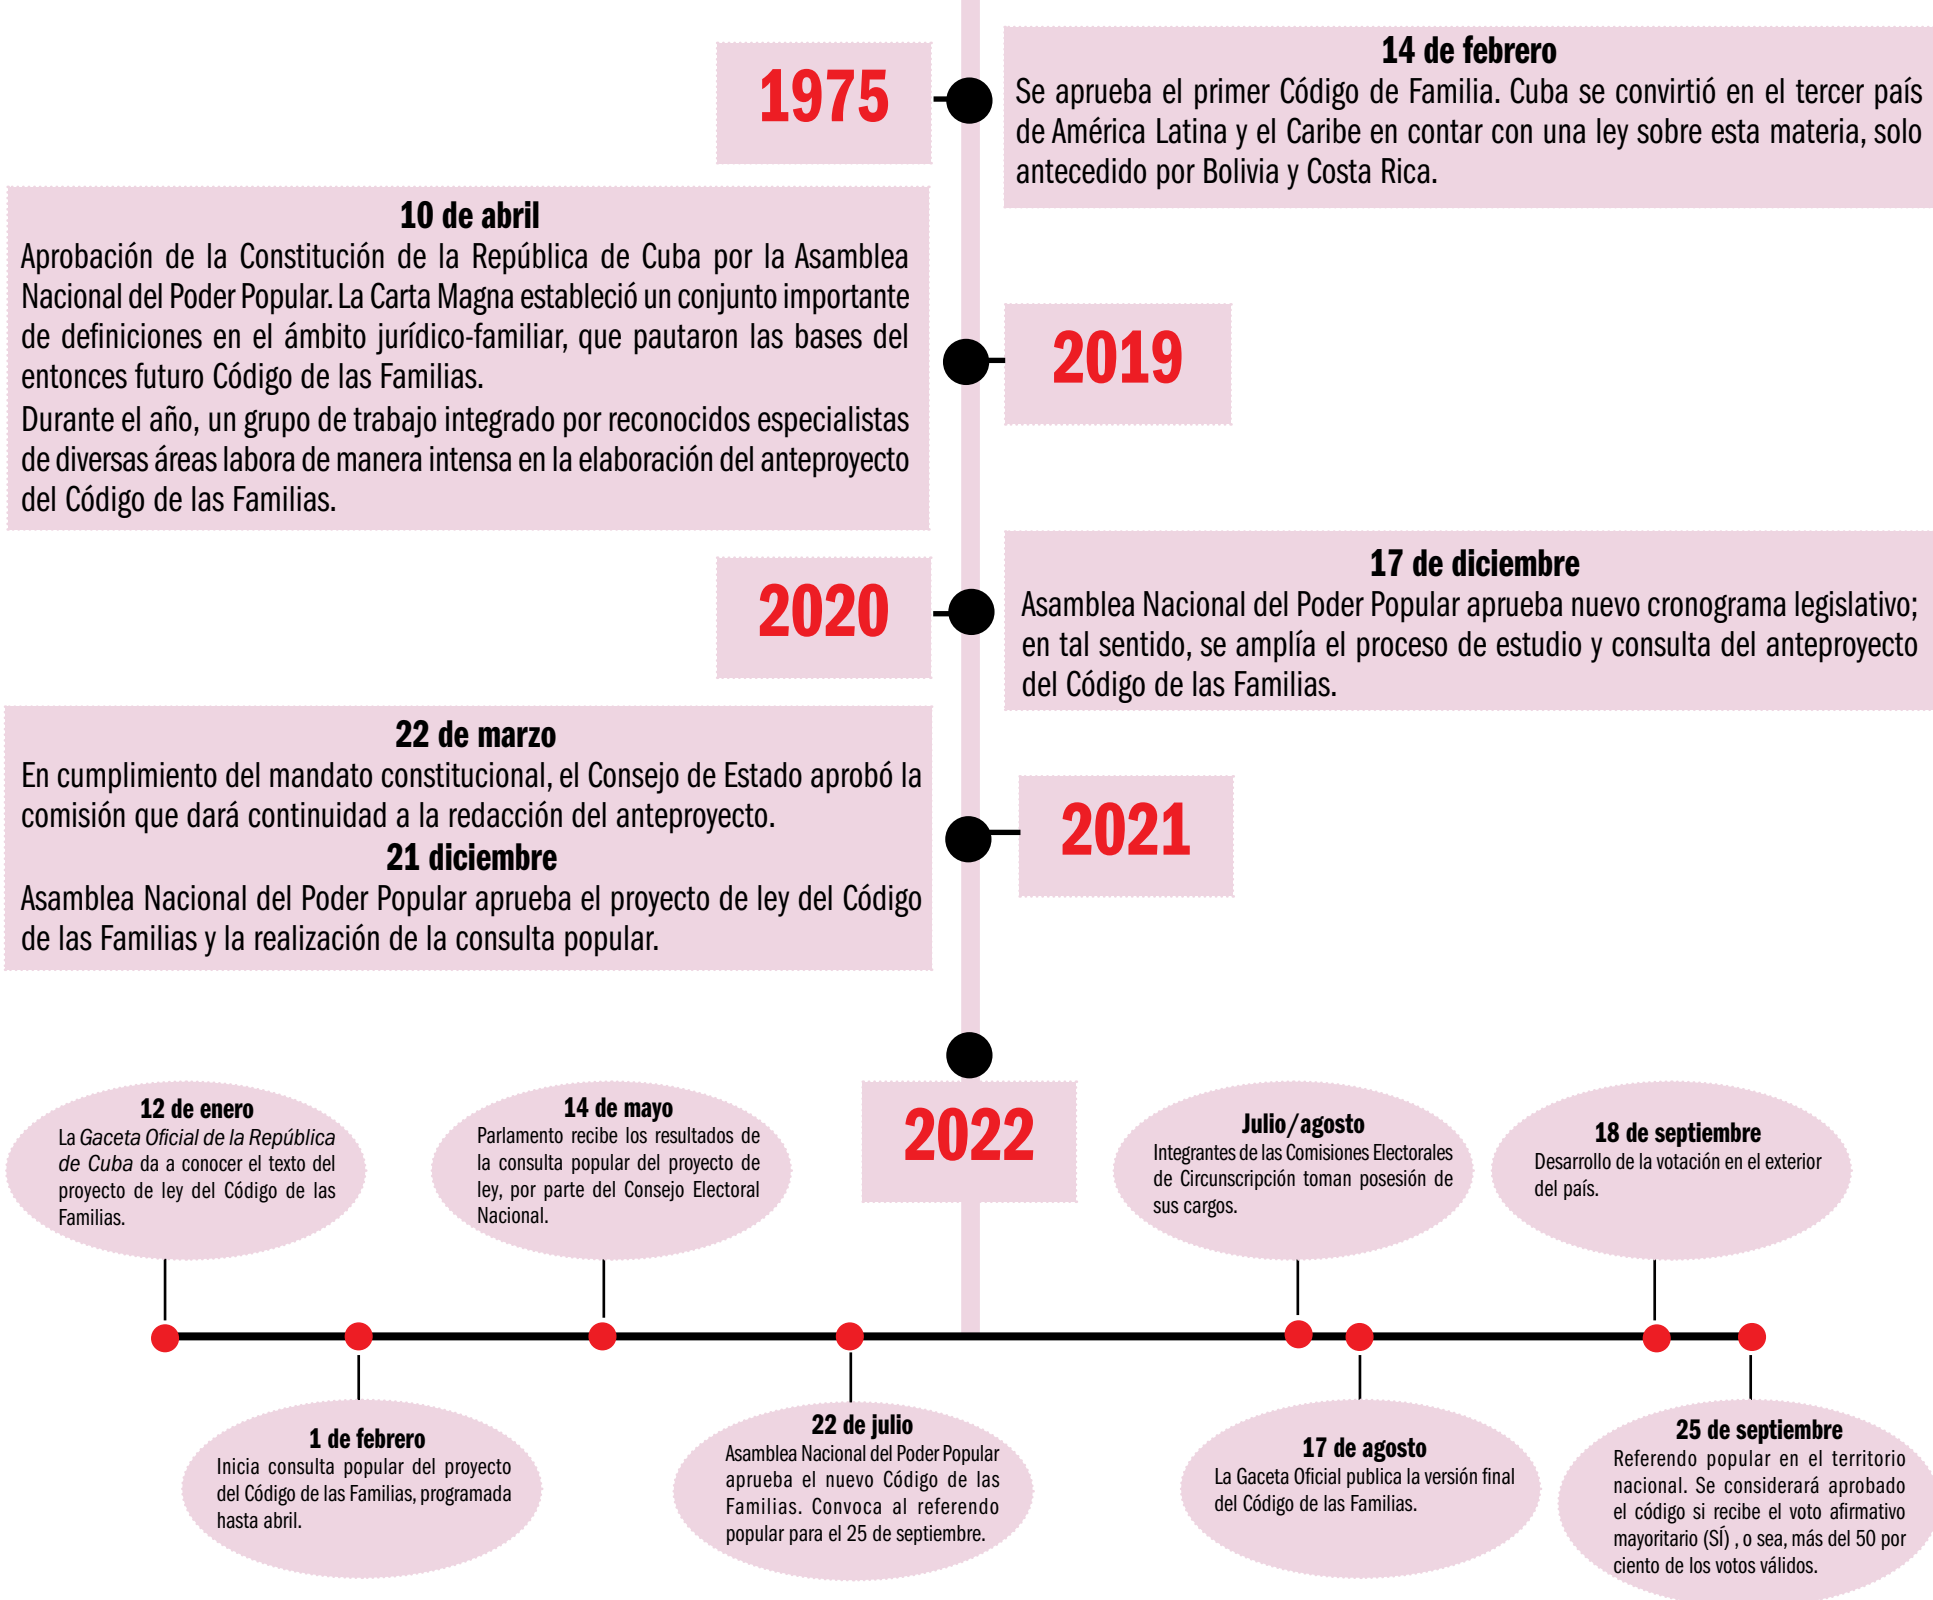 1975
14 de febrero
Se aprueba el primer Código de Familia. Cuba se convirtió en el tercer país
de América Latina y el Caribe en contar con una ley sobre esta materia, solo
antecedido por Bolivia y Costa Rica.
10 de abril
Aprobación de la Constitución de la República de Cuba por la Asamblea
Nacional del Poder Popular. La Carta Magna estableció un conjunto importante
de definiciones en el ámbito jurídico-familiar, que pautaron las bases del
entonces futuro Código de las Familias.
Durante el año, un grupo de trabajo integrado por reconocidos especialistas
de diversas áreas labora de manera intensa en la elaboración del anteproyecto
del Código de las Familias.
2019
2020
17 de diciembre
Asamblea Nacional del Poder Popular aprueba nuevo cronograma legislativo;
en tal sentido, se amplía el proceso de estudio y consulta del anteproyecto
del Código de las Familias.
22 de marzo
En cumplimiento del mandato constitucional, el Consejo de Estado aprobó la
comisión que dará continuidad a la redacción del anteproyecto.
21 diciembre
Asamblea Nacional del Poder Popular aprueba el proyecto de ley del Código
de las Familias y la realización de la consulta popular.
2021
2022
12 de enero
La Gaceta Oficial de la República
de Cuba da a conocer el texto del
proyecto de ley del Código de las
Familias.
1 de febrero
Inicia consulta popular del proyecto
del Código de las Familias, programada
hasta abril.
14 de mayo
Parlamento recibe los resultados de
la consulta popular del proyecto de
ley, por parte del Consejo Electoral
Nacional.
22 de julio
Asamblea Nacional del Poder Popular
aprueba el nuevo Código de las
Familias. Convoca al referendo
popular para el 25 de septiembre.
Julio/agosto
Integrantes de las Comisiones Electorales
de Circunscripción toman posesión de
sus cargos.
17 de agosto
La Gaceta Oficial publica la versión final
del Código de las Familias.
18 de septiembre
Desarrollo de la votación en el exterior
del país.
25 de septiembre
Referendo popular en el territorio
nacional. Se considerará aprobado
el código si recibe el voto afirmativo
mayoritario (SÍ) , o sea, más del 50 por
ciento de los votos válidos.